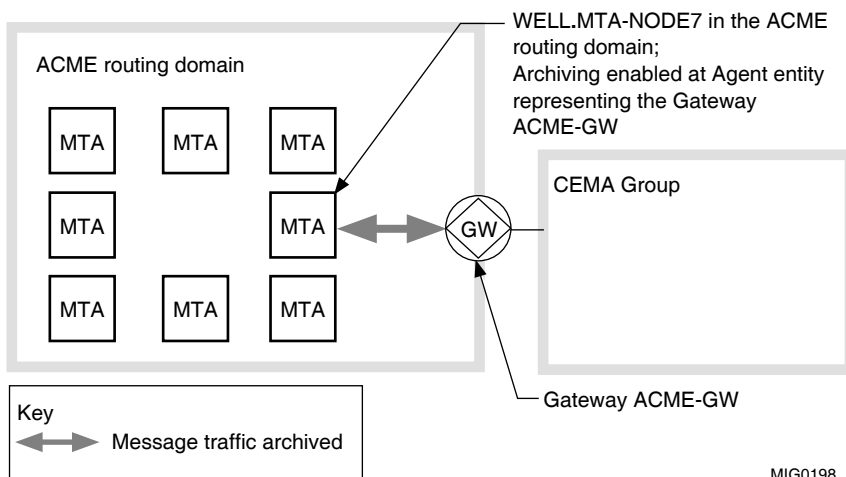 WELL.MTA-NODE7 in the ACME
routing domain;
Archiving enabled at Agent entity
representing the Gateway
ACME-GW
ACME routing domain
MTA MTA MTA
CEMA Group
MTA MTA GW
MTA MTA MTA
Gateway ACME-GW
Key
Message traffic archived
MIG0198